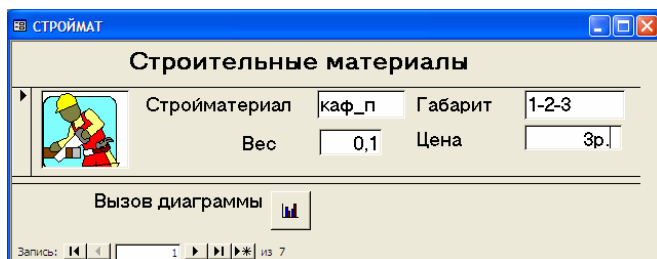 СТРОЙМАТ
Строительные материалы
Стройматериал каф_п Габарит 1-2-3
Вес 0,1 Цена 3р.
Вызов диаграммы
Запись: 1 из 7